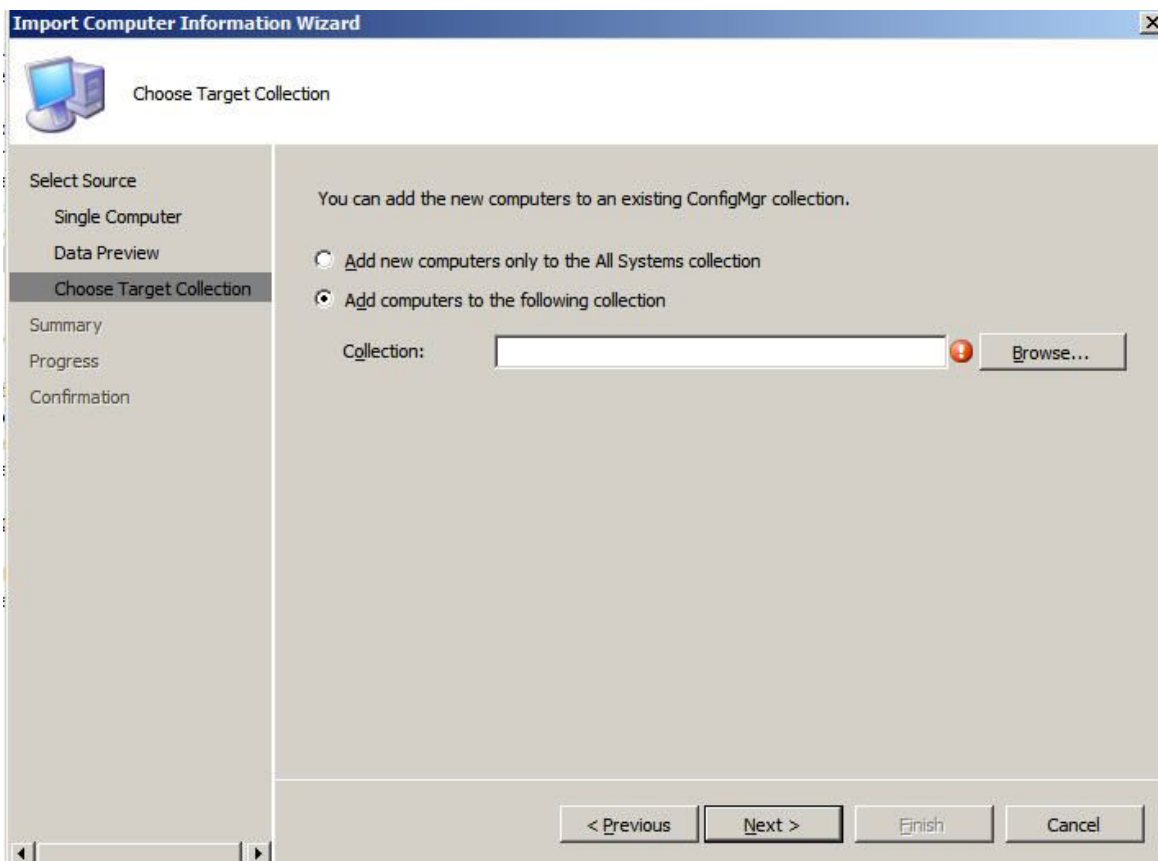 Import Computer Information Wizard
Choose Target Collection
Select Source
Single Computer
Data Preview
Choose Target Collection
Summary
Progress
Confirmation
You can add the new computers to an existing ConfigMgr collection.
Add new computers only to the All Systems collection
Add computers to the following collection
Collection:
Browse...
< Previous
Next >
Finish
Cancel